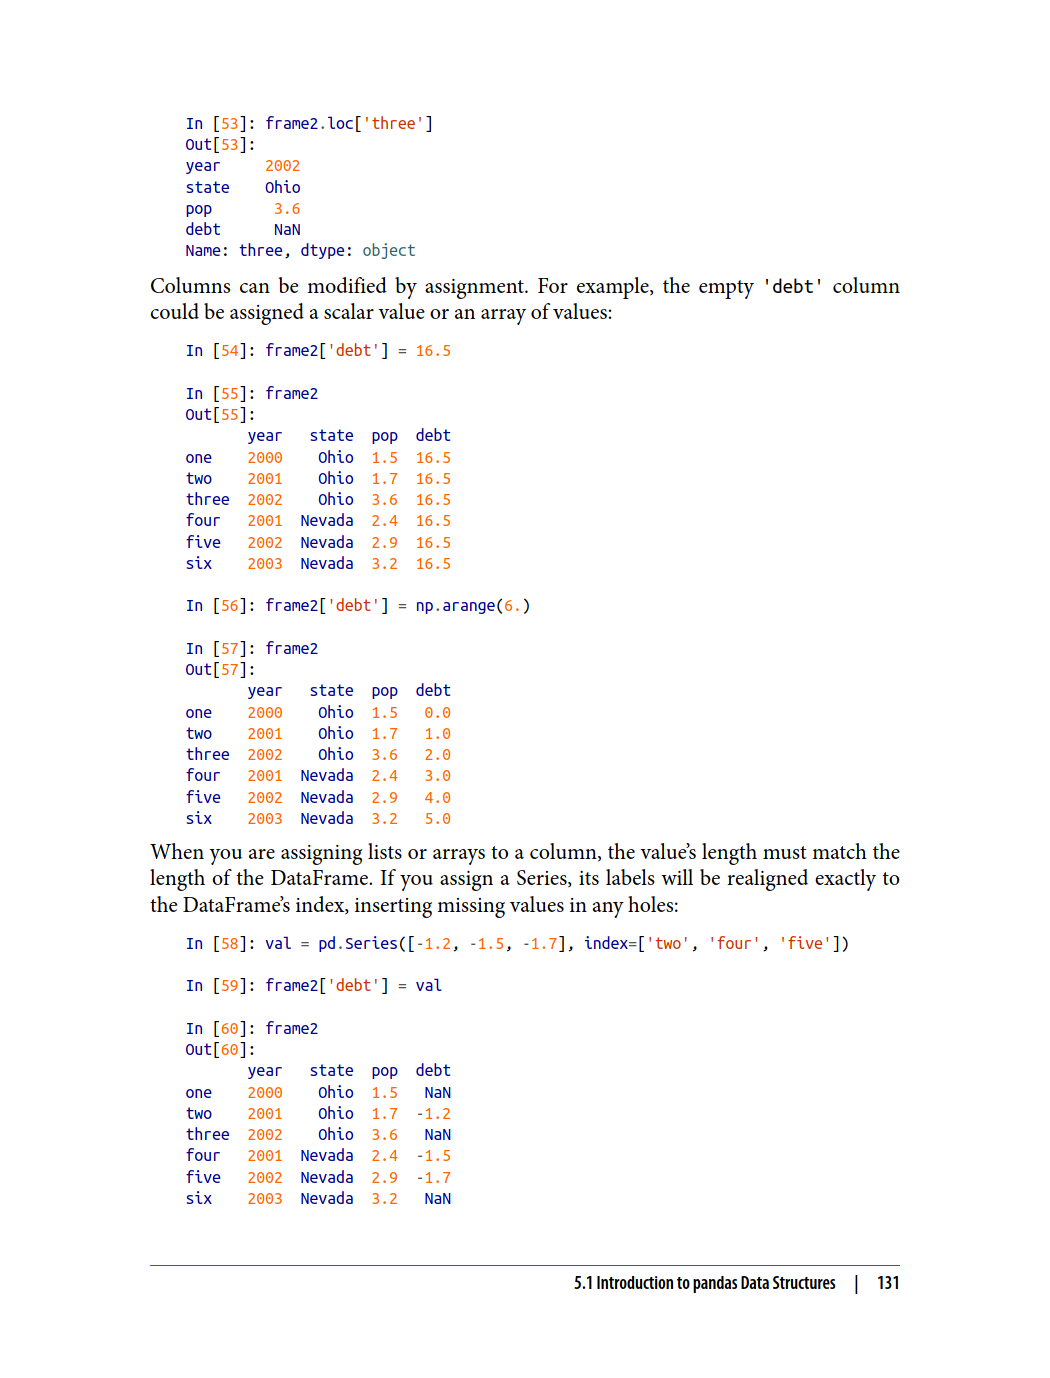 In [53]: frame2.loc['three']
Out[53]:
year     2002
state    Ohio
pop       3.6
debt      NaN
Name: three, dtype: object
Columns can be modified by assignment. For example, the empty 'debt' column
could be assigned a scalar value or an array of values:
In [54]: frame2['debt'] = 16.5
In [55]: frame2
Out[55]:
       year   state  pop  debt
one    2000    Ohio  1.5  16.5
two    2001    Ohio  1.7  16.5
three  2002    Ohio  3.6  16.5
four   2001  Nevada  2.4  16.5
five   2002  Nevada  2.9  16.5
six    2003  Nevada  3.2  16.5
In [56]: frame2['debt'] = np.arange(6.)
In [57]: frame2
Out[57]:
       year   state  pop  debt
one    2000    Ohio  1.5   0.0
two    2001    Ohio  1.7   1.0
three  2002    Ohio  3.6   2.0
four   2001  Nevada  2.4   3.0
five   2002  Nevada  2.9   4.0
six    2003  Nevada  3.2   5.0
When you are assigning lists or arrays to a column, the value’s length must match the
length of the DataFrame. If you assign a Series, its labels will be realigned exactly to
the DataFrame’s index, inserting missing values in any holes:
In [58]: val = pd.Series([-1.2, -1.5, -1.7], index=['two', 'four', 'five'])
In [59]: frame2['debt'] = val
In [60]: frame2
Out[60]:
       year   state  pop  debt
one    2000    Ohio  1.5   NaN
two    2001    Ohio  1.7  -1.2
three  2002    Ohio  3.6   NaN
four   2001  Nevada  2.4  -1.5
five   2002  Nevada  2.9  -1.7
six    2003  Nevada  3.2   NaN
5.1 Introduction to pandas Data Structures | 131